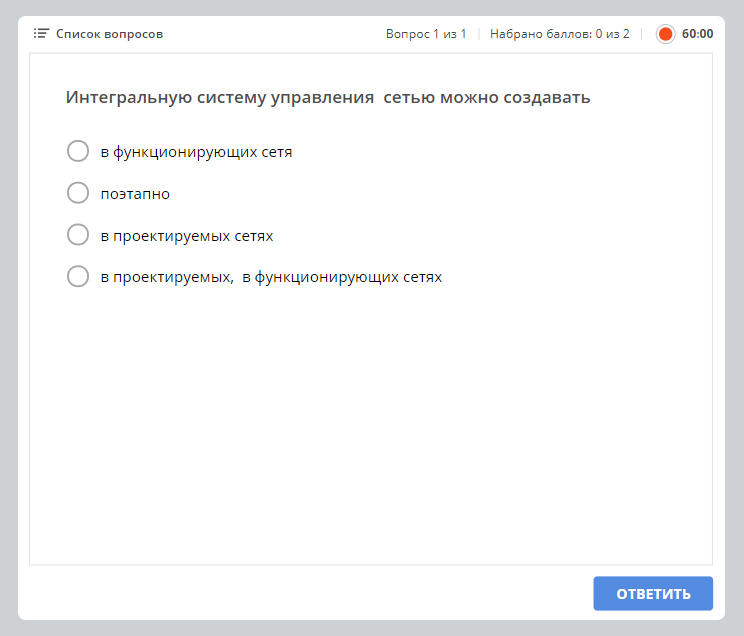 Список вопросов
Вопрос 1 из 1
Набрано баллов: 0 из 2
60:00
Интегральную систему управления  сетью можно создавать
в функционирующих сетя
поэтапно
в проектируемых сетях
в проектируемых,  в функционирующих сетях
ОТВЕТИТЬ